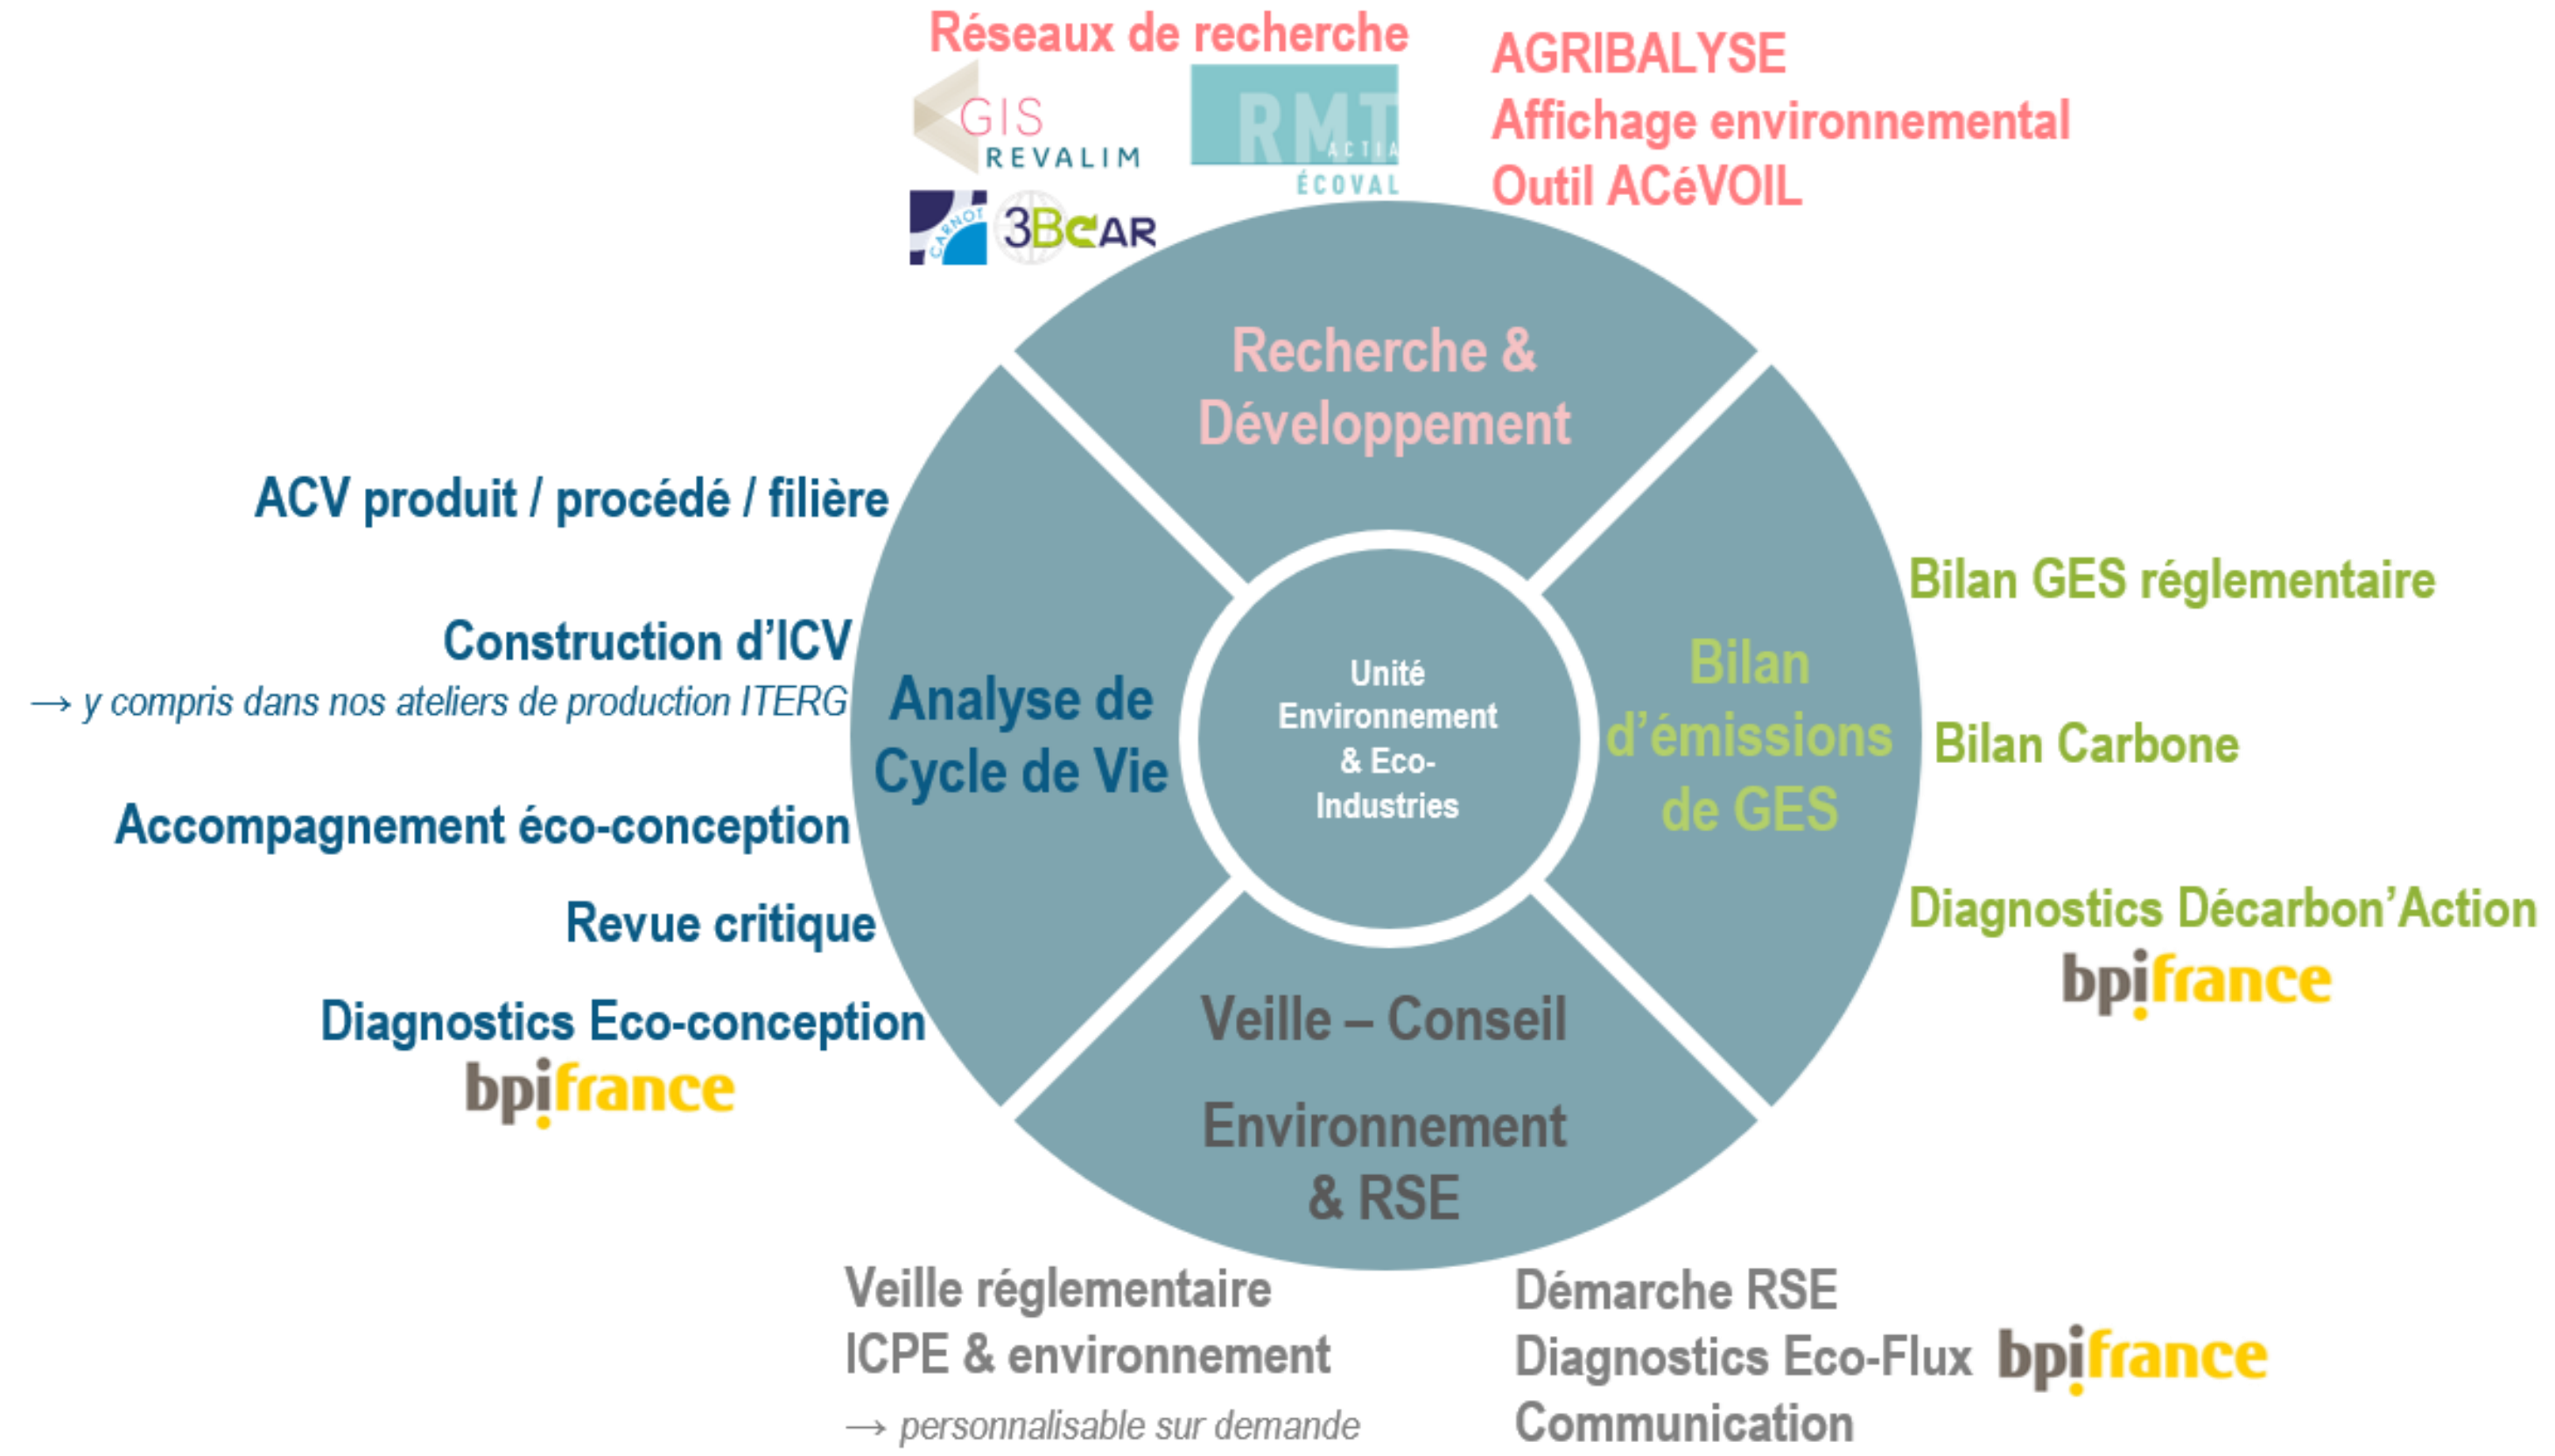 Réseaux de recherche
GIS
REVALIM
RMT
ACTIA
ÉCOVAL
CARNOT
3BCAR
AGRIBALYSE
Affichage environnemental
Outil ACéVOIL
Recherche &
Développement
ACV produit / procédé / filière
Construction d’ICV
→ y compris dans nos ateliers de production ITERG
Accompagnement éco-conception
Revue critique
Diagnostics Eco-conception
bpifrance
Analyse de
Cycle de Vie
Unité
Environnement
& Eco-
Industries
Bilan
d’émissions
de GES
Bilan GES réglementaire
Bilan Carbone
Diagnostics Décarbon’Action
bpifrance
Veille – Conseil
Environnement
& RSE
Veille réglementaire
ICPE & environnement
→ personnalisable sur demande
Démarche RSE
Diagnostics Eco-Flux bpifrance
Communication